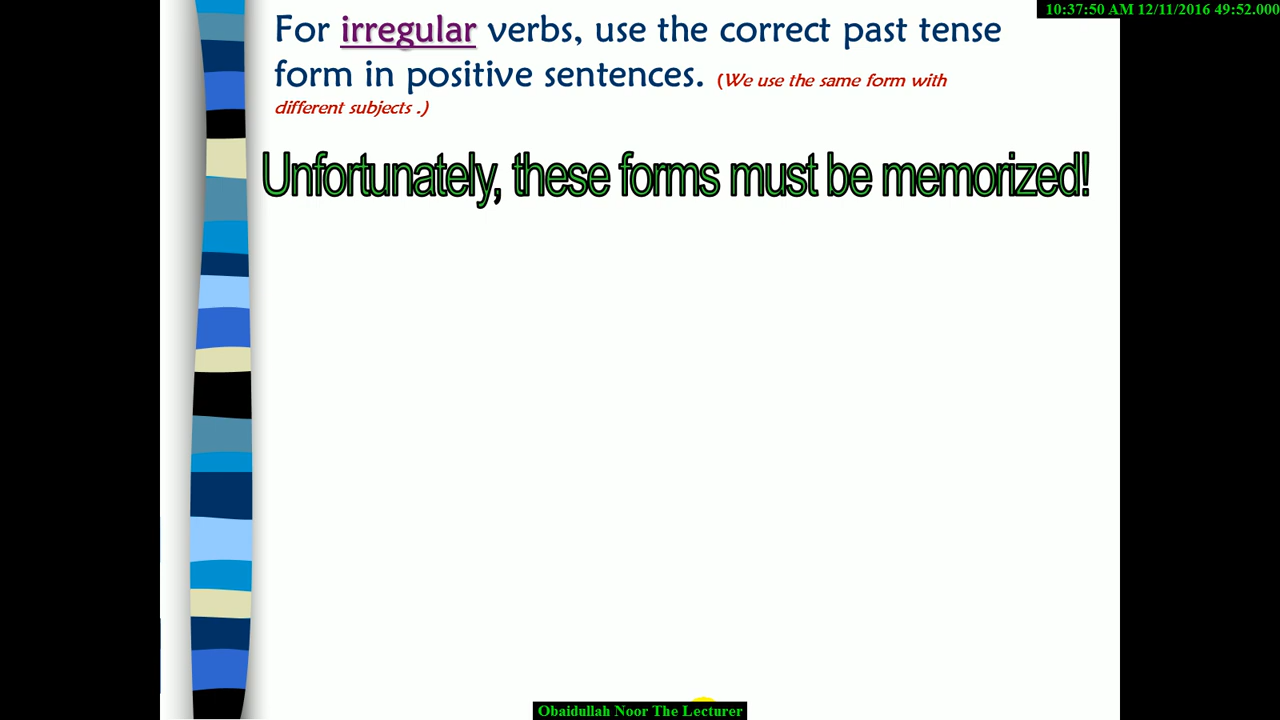 10:37:50 AM 12/11/2016 49:52.000
For irregular verbs, use the correct past tense
form in positive sentences. (We use the same form with
different subjects .)
Unfortunately, these forms must be memorized!
Obaidullah Noor The Lecturer